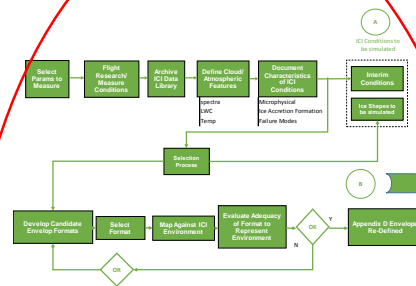 A
ICI Conditions to
be simulated
Select
Params to
Measure
Flight
Research/
Measure
Conditions
Archive
ICI Data
Library
Define Cloud/
Atmospheric
Features
Document
Characteristics
of ICI
Conditions
Interim
Conditions
spectra
LWC
Temp
Microphysical
Ice Accretion Formation
Failure Modes
Ice Shapes to
be simulated
Selection
Process
B
Develop Candidate
Envelop Formats
Select
Format
Map Against ICI
Environment
Evaluate Adequacy
of Format to
Represent
Environment
OR
Y
N
Appendix D Envelope
Re-Defined
OR